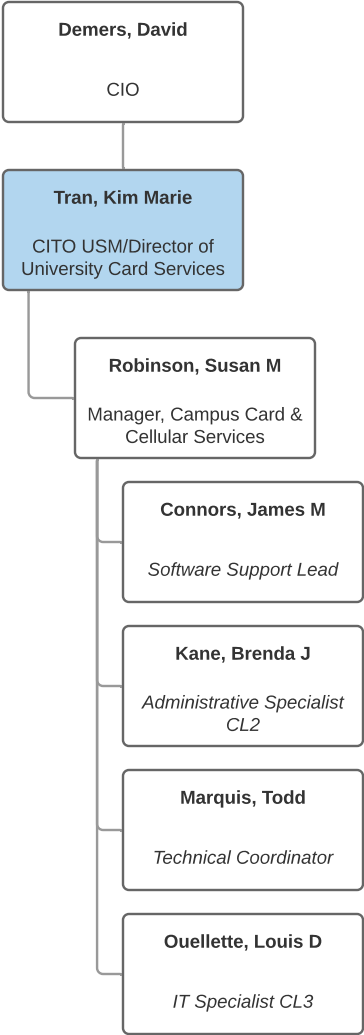 Demers, David
CIO
Tran, Kim Marie
CITO USM/Director of
University Card Services
Robinson, Susan M
Manager, Campus Card &
Cellular Services
Connors, James M
Software Support Lead
Kane, Brenda J
Administrative Specialist
CL2
Marquis, Todd
Technical Coordinator
Ouellette, Louis D
IT Specialist CL3